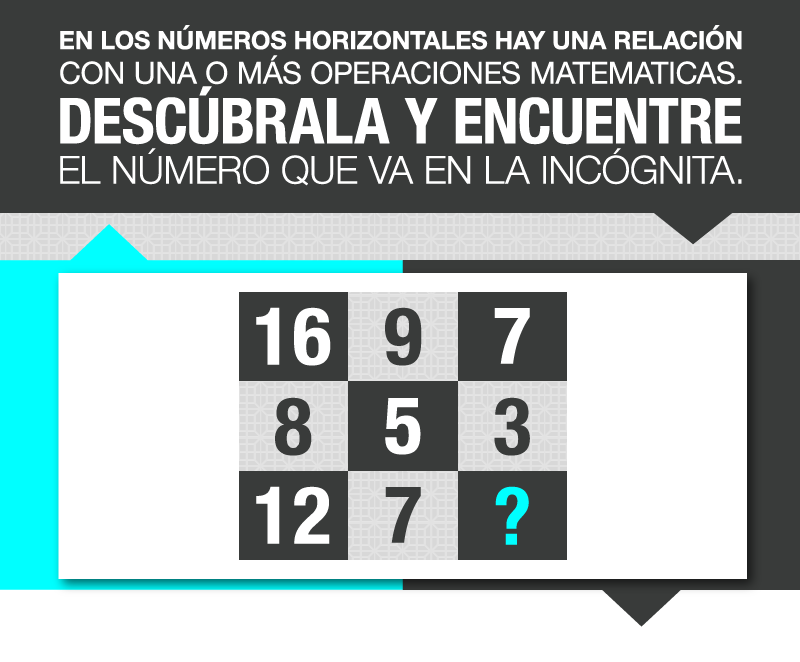 EN LOS NÚMEROS HORIZONTALES HAY UNA RELACIÓN
CON UNA O MÁS OPERACIONES MATEMATICAS.
DESCÚBRALA Y ENCUENTRE
EL NÚMERO QUE VA EN LA INCÓGNITA.
16 9 7
8 5 3
12 7 ?